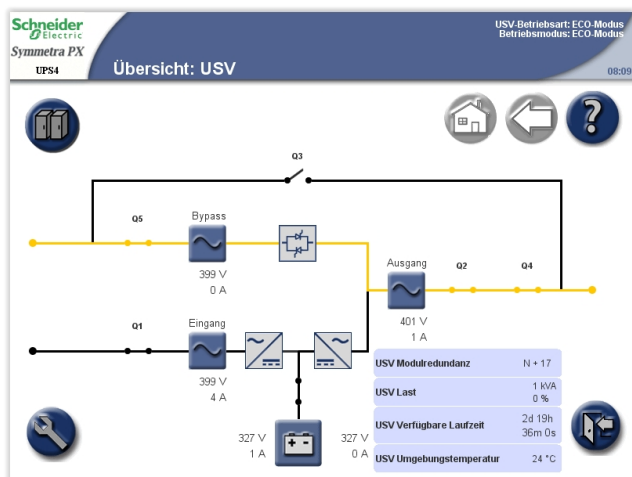 Schneider
Electric
USV-Betriebsart: ECO-Modus
Betriebsmodus: ECO-Modus
Symmetra PX
UPS4
Übersicht: USV
08:09
?
Q3
Q5
Bypass
399 V
0 A
Ausgang
Q2
Q4
401 V
1 A
Q1
Eingang
399 V
4 A
USV Modulredundanz N + 17
USV Last 1 kVA
0 %
USV Verfügbare Laufzeit 2d 19h
36m 0s
USV Umgebungstemperatur 24 °C
327 V
1 A
327 V
0 A